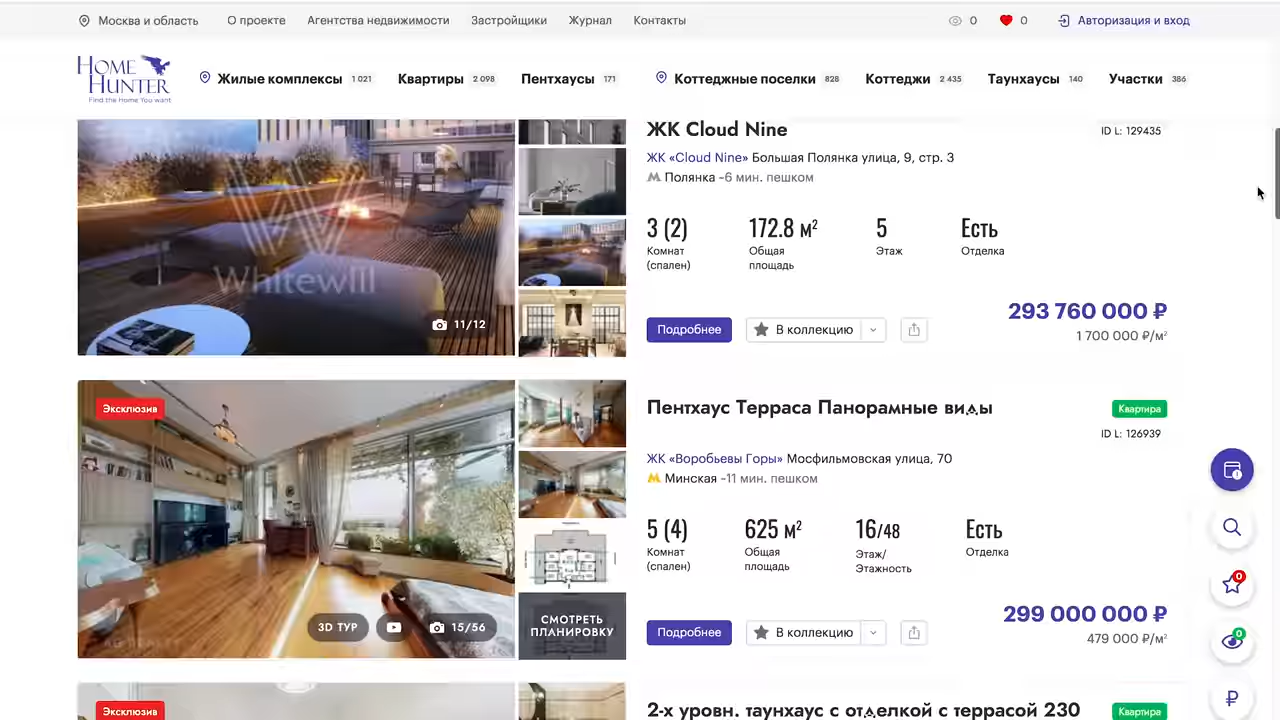 Москва и область
О проекте
Агентства недвижимости
Застройщики
Журнал
Контакты
0
0
Авторизация и вход
HOME HUNTER
Find the Home You want
Жилые комплексы 1 021
Квартиры 2 098
Пентхаусы 171
Коттеджные поселки 828
Коттеджи 2 435
Таунхаусы 140
Участки 386
Whitewill
11/12
ЖК Cloud Nine
ID L: 129435
ЖК «Cloud Nine» Большая Полянка улица, 9, стр. 3
Полянка ~6 мин. пешком
3 (2)
Комнат
(спален)
172.8 м²
Общая
площадь
5
Этаж
Есть
Отделка
293 760 000 ₽
1 700 000 ₽/м²
Подробнее
В коллекцию
Эксклюзив
3D ТУР
15/56
СМОТРЕТЬ
ПЛАНИРОВКУ
Пентхаус Терраса Панорамные виды
Квартира
ID L: 126939
ЖК «Воробьевы Горы» Мосфильмовская улица, 70
Минская ~11 мин. пешком
5 (4)
Комнат
(спален)
625 м²
Общая
площадь
16/48
Этаж/
Этажность
Есть
Отделка
299 000 000 ₽
479 000 ₽/м²
Подробнее
В коллекцию
0
0
₽
Эксклюзив
2-х уровн. таунхаус с отделкой с террасой 230
Квартира